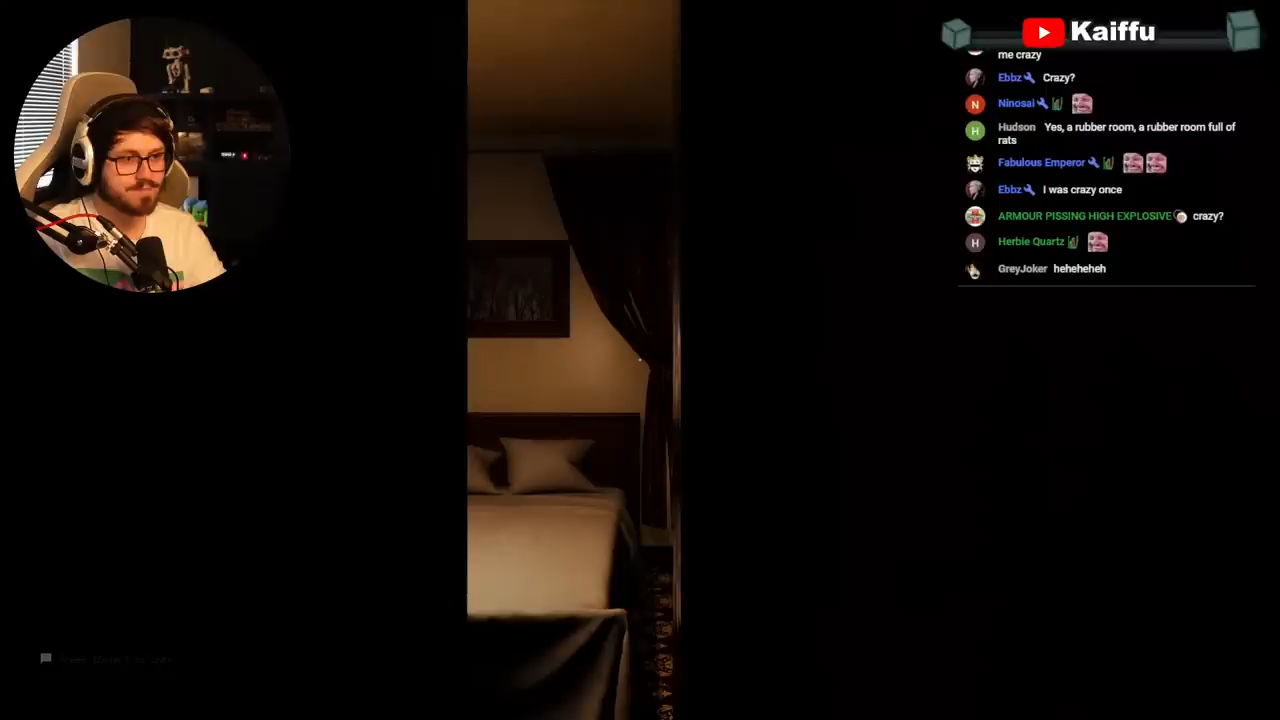 Kaiffu
me crazy
Ebbz Crazy?
Ninosai
Hudson Yes, a rubber room, a rubber room full of
rats
Fabulous Emperor
Ebbz I was crazy once
ARMOUR PISSING HIGH EXPLOSIVE crazy?
Herbie Quartz
GreyJoker heheheheh